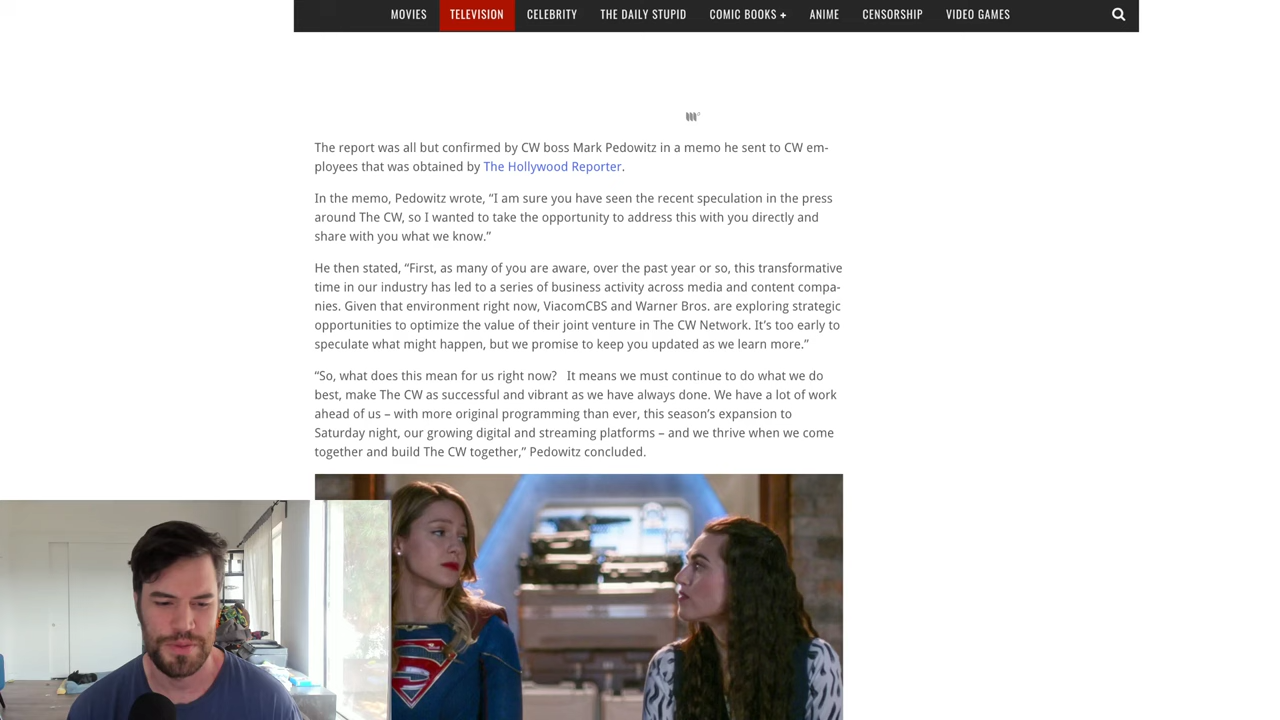 MOVIES TELEVISION CELEBRITY THE DAILY STUPID COMIC BOOKS + ANIME CENSORSHIP VIDEO GAMES
The report was all but confirmed by CW boss Mark Pedowitz in a memo he sent to CW em-
ployees that was obtained by The Hollywood Reporter.
In the memo, Pedowitz wrote, “I am sure you have seen the recent speculation in the press
around The CW, so I wanted to take the opportunity to address this with you directly and
share with you what we know.”
He then stated, “First, as many of you are aware, over the past year or so, this transformative
time in our industry has led to a series of business activity across media and content compa-
nies. Given that environment right now, ViacomCBS and Warner Bros. are exploring strategic
opportunities to optimize the value of their joint venture in The CW Network. It’s too early to
speculate what might happen, but we promise to keep you updated as we learn more.”
“So, what does this mean for us right now?   It means we must continue to do what we do
best, make The CW as successful and vibrant as we have always done. We have a lot of work
ahead of us – with more original programming than ever, this season’s expansion to
Saturday night, our growing digital and streaming platforms – and we thrive when we come
together and build The CW together,” Pedowitz concluded.